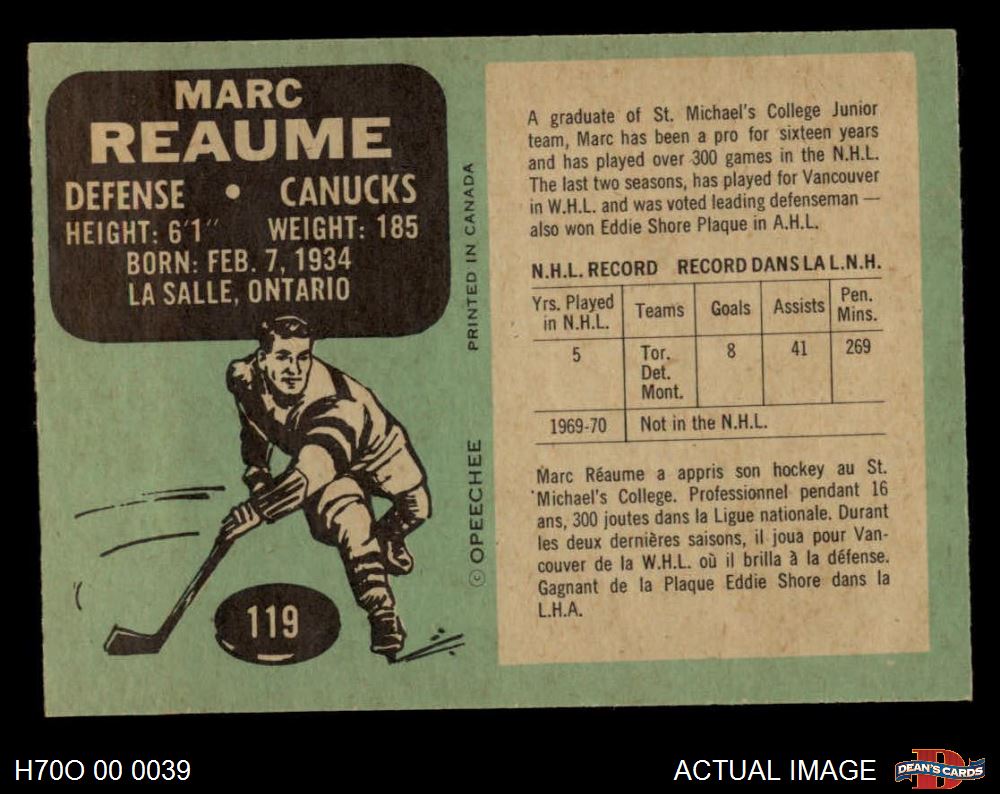 MARC
REAUME
DEFENSE • CANUCKS
HEIGHT: 6'1" WEIGHT: 185
BORN: FEB. 7, 1934
LA SALLE, ONTARIO
119
© OPEECHEE PRINTED IN CANADA
A graduate of St. Michael's College Junior
team, Marc has been a pro for sixteen years
and has played over 300 games in the N.H.L.
The last two seasons, has played for Vancouver
in W.H.L. and was voted leading defenseman —
also won Eddie Shore Plaque in A.H.L.
N.H.L. RECORD RECORD DANS LA L.N.H.
Yrs. Played
in N.H.L.
Teams
Goals
Assists
Pen.
Mins.
5
Tor.
Det.
Mont.
8
41
269
1969-70 Not in the N.H.L.
Marc Réaume a appris son hockey au St.
Michael's College. Professionnel pendant 16
ans, 300 joutes dans la Ligue nationale. Durant
les deux dernières saisons, il joua pour Van-
couver de la W.H.L. où il brilla à la défense.
Gagnant de la Plaque Eddie Shore dans la
L.H.A.
H70O 00 0039
ACTUAL IMAGE
DEAN'S CARDS